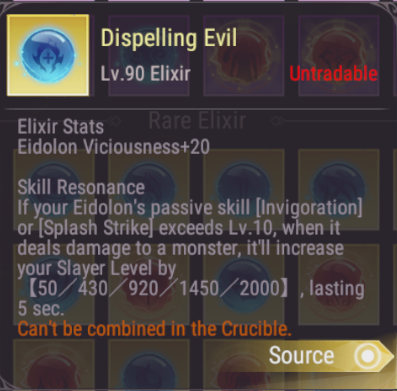 Dispelling Evil
Lv.90 Elixir
Untradable
Rare Elixir
Elixir Stats
Eidolon Viciousness+20
Skill Resonance
If your Eidolon's passive skill [Invigoration]
or [Splash Strike] exceeds Lv.10, when it
deals damage to a monster, it'll increase
your Slayer Level by
【50／430／920／1450／2000】, lasting
5 sec.
Can't be combined in the Crucible.
Source